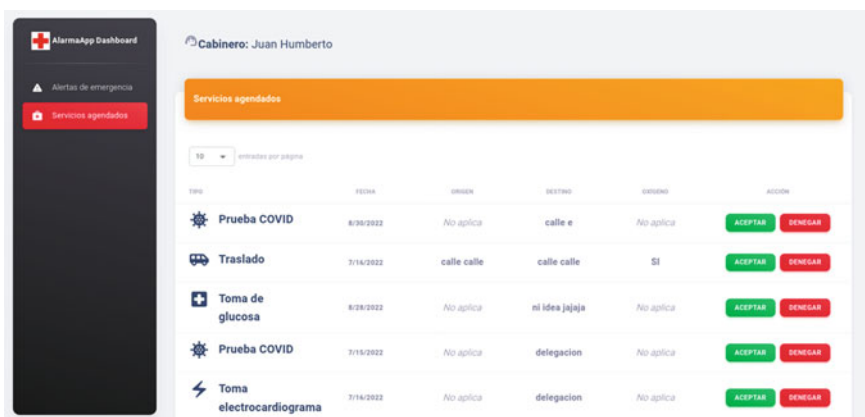 AlarmaApp Dashboard
Cabinero: Juan Humberto
Alertas de emergencia
Servicios agendados
Servicios agendados
10 entradas por página
TIPO FECHA ORIGEN DESTINO OXÍGENO ACCIÓN
Prueba COVID 8/30/2022 No aplica calle e No aplica ACEPTAR DENEGAR
Traslado 7/16/2022 calle calle calle calle SI ACEPTAR DENEGAR
Toma de
glucosa 8/28/2022 No aplica ni idea jajaja No aplica ACEPTAR DENEGAR
Prueba COVID 7/15/2022 No aplica delegacion No aplica ACEPTAR DENEGAR
Toma
electrocardiograma 7/16/2022 No aplica delegacion No aplica ACEPTAR DENEGAR